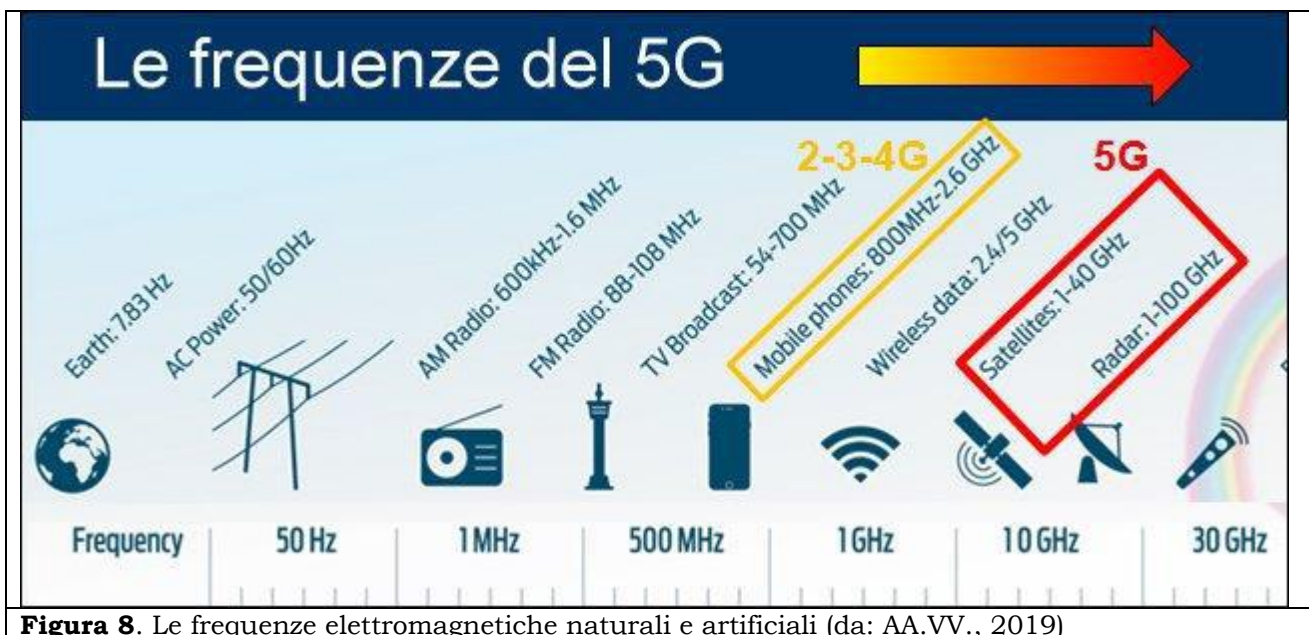 Le frequenze del 5G
2-3-4G
5G
Earth: 7.83 Hz
AC Power: 50/60Hz
AM Radio: 600kHz-1.6 MHz
FM Radio: 88-108 MHz
TV Broadcast: 54-700 MHz
Mobile phones: 800MHz-2.6 GHz
Wireless data: 2.4/5 GHz
Satellites: 1-40 GHz
Radar: 1-100 GHz
Frequency
50 Hz
1 MHz
500 MHz
1 GHz
10 GHz
30 GHz
Figura 8. Le frequenze elettromagnetiche naturali e artificiali (da: AA.VV., 2019)